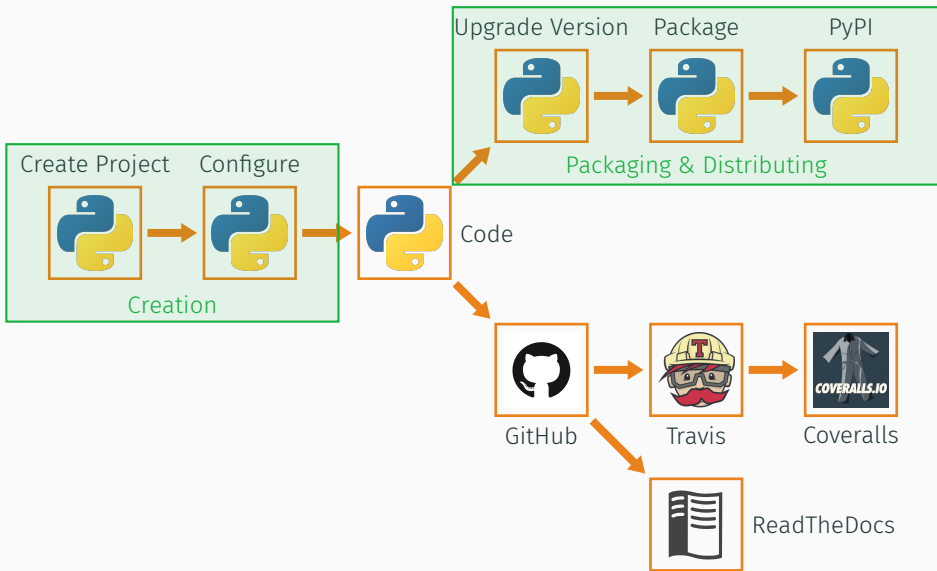 Upgrade Version
Package
PyPI
Packaging & Distributing
Create Project
Configure
Creation
Code
T
COVERALLS.IO
GitHub
Travis
Coveralls
ReadTheDocs